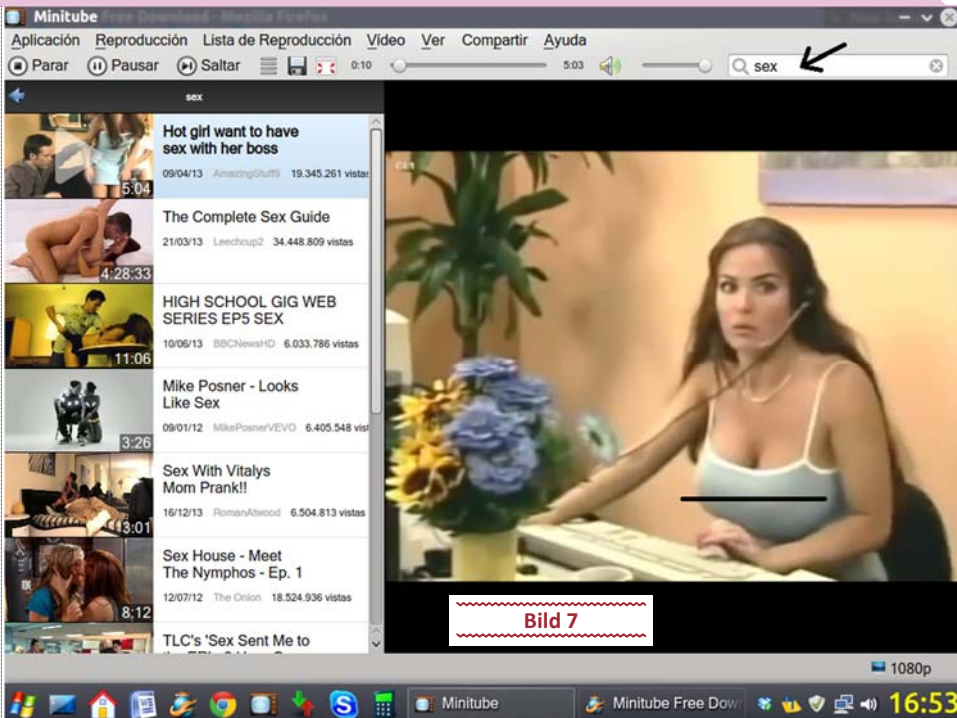 Minitube
Aplicación Reproducción Lista de Reproducción Vídeo Ver Compartir Ayuda
Parar Pausar Saltar 0:10 5:03 sex
sex
Hot girl want to have
sex with her boss
09/04/13 AmazingStuff9 19.345.261 vistas
5:04
The Complete Sex Guide
21/03/13 Leechcup2 34.448.809 vistas
4:28:33
HIGH SCHOOL GIG WEB
SERIES EP5 SEX
10/06/13 BBCNewsHD 6.033.786 vistas
11:06
Mike Posner - Looks
Like Sex
09/01/12 MikePosnerVEVO 6.405.548 vist
3:26
Sex With Vitalys
Mom Prank!!
16/12/13 RomanAtwood 6.504.813 vistas
13:01
Sex House - Meet
The Nymphos - Ep. 1
12/07/12 The Onion 18.524.936 vistas
8:12
TLC's 'Sex Sent Me to
Bild 7
1080p
Minitube Minitube Free Dow 16:53